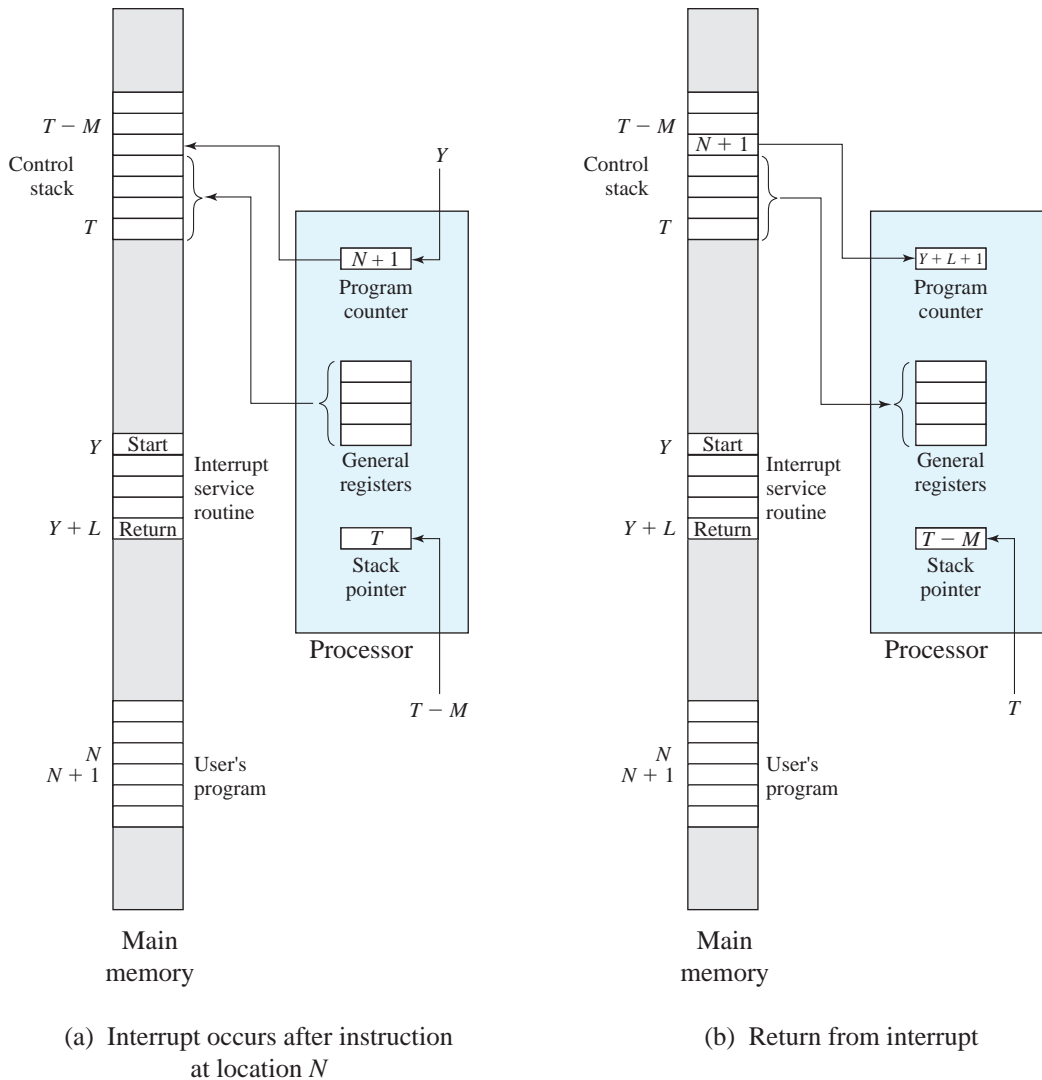 T − M
Control
stack
T
Y
N + 1
Program
counter
Y
Start
Interrupt
service
routine
Y + L
Return
General
registers
T
Stack
pointer
Processor
T − M
N
N + 1
User's
program
Main
memory
(a) Interrupt occurs after instruction
at location N
T − M
N + 1
Control
stack
T
Y + L + 1
Program
counter
Y
Start
Interrupt
service
routine
Y + L
Return
General
registers
T − M
Stack
pointer
Processor
T
N
N + 1
User's
program
Main
memory
(b) Return from interrupt